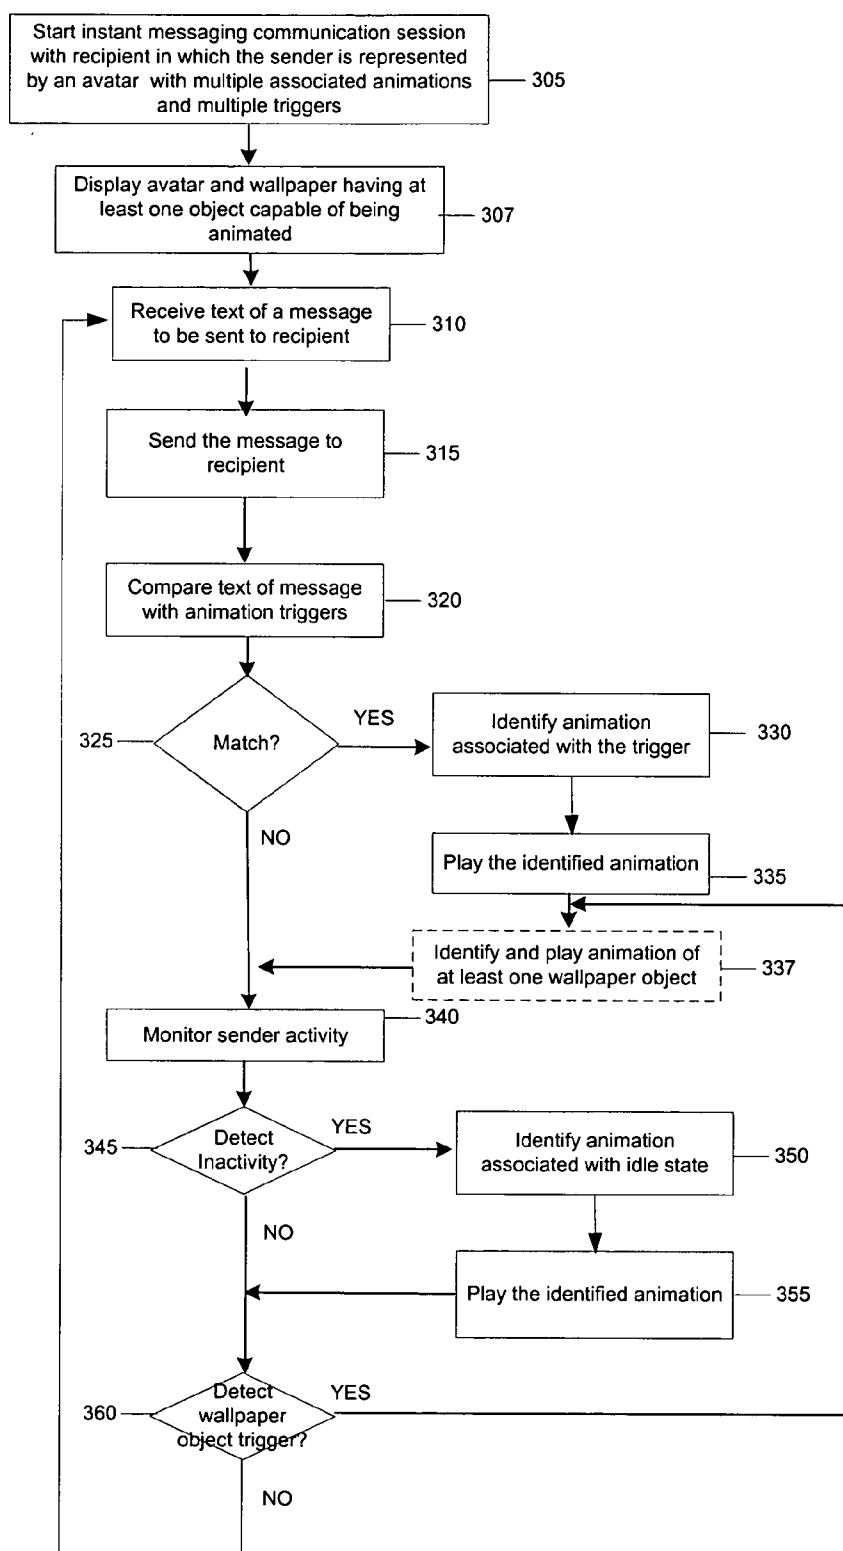 Start instant messaging communication session
with recipient in which the sender is represented
by an avatar with multiple associated animations
and multiple triggers
305
Display avatar and wallpaper having at
least one object capable of being
animated
307
Receive text of a message
to be sent to recipient
310
Send the message to
recipient
315
Compare text of message
with animation triggers
320
325
Match?
YES
Identify animation
associated with the trigger
330
NO
Play the identified animation
335
Identify and play animation of
at least one wallpaper object
337
Monitor sender activity
340
345
Detect
Inactivity?
YES
Identify animation
associated with idle state
350
NO
Play the identified animation
355
360
Detect
wallpaper
object trigger?
YES
NO